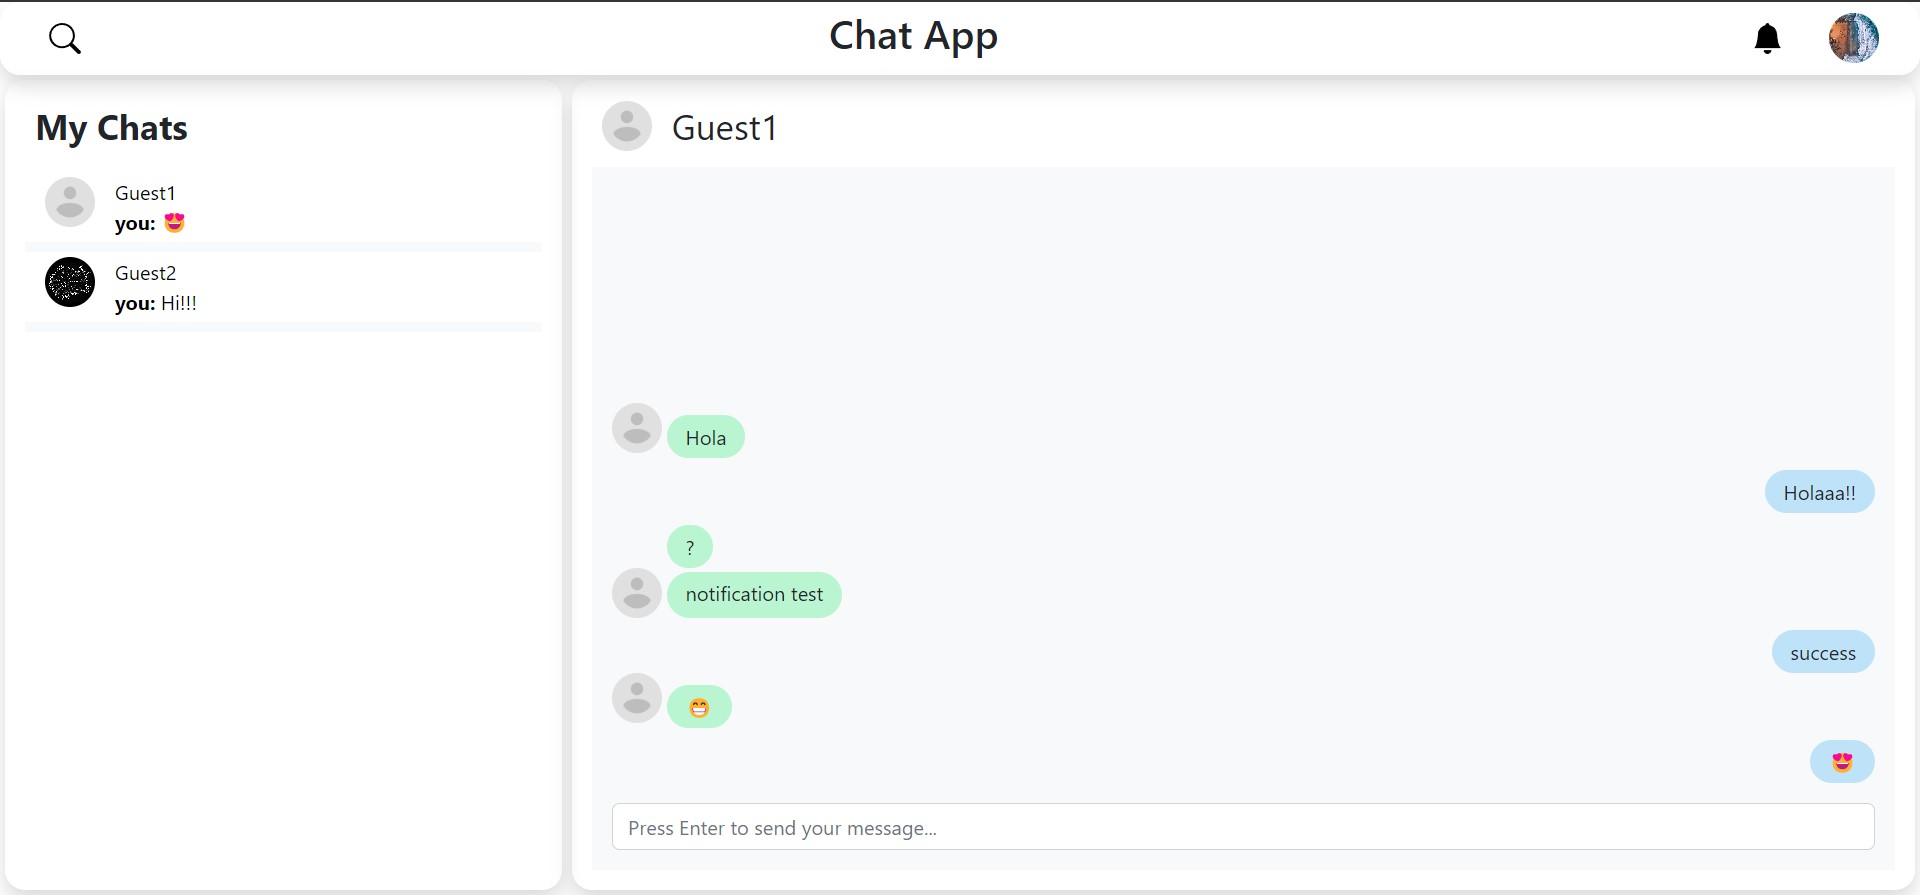 Chat App
My Chats
Guest1
you: 😍
Guest2
you: Hi!!!
Guest1
Hola
Holaaa!!
?
notification test
success
😁
😍
Press Enter to send your message...